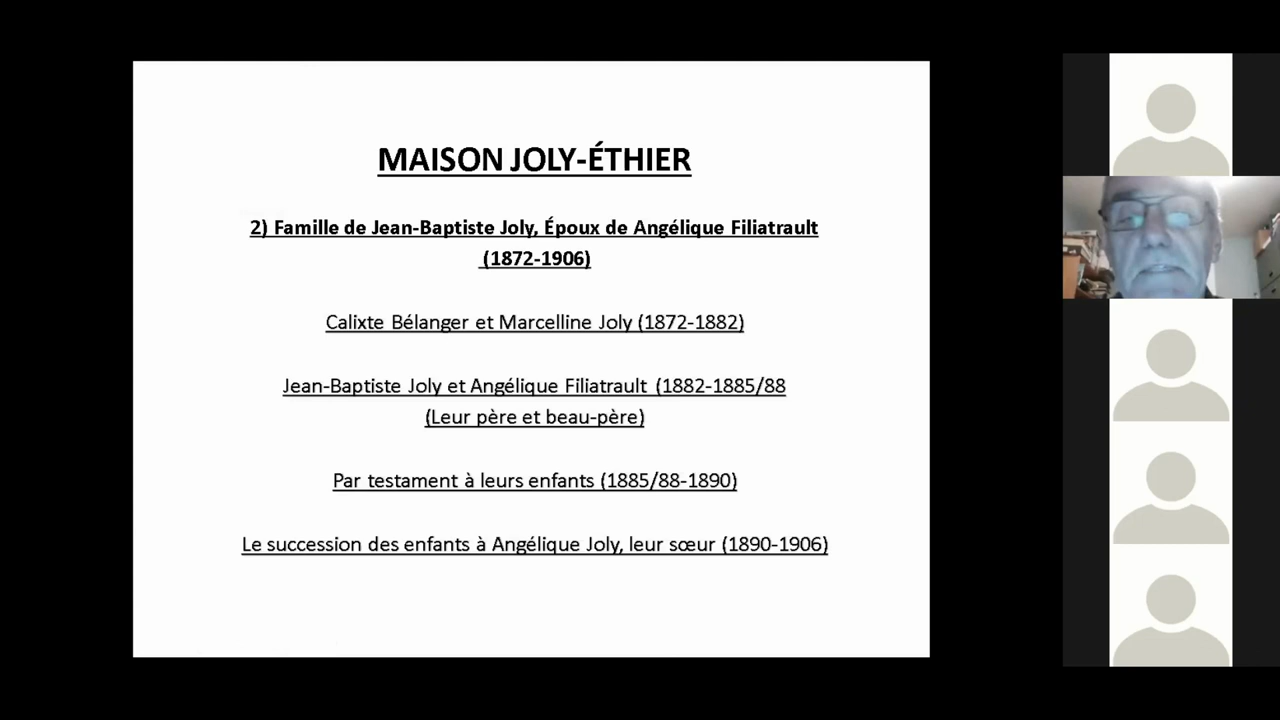 MAISON JOLY-ÉTHIER
2) Famille de Jean-Baptiste Joly, Époux de Angélique Filiatrault
(1872-1906)
Calixte Bélanger et Marcelline Joly (1872-1882)
Jean-Baptiste Joly et Angélique Filiatrault (1882-1885/88
(Leur père et beau-père)
Par testament à leurs enfants (1885/88-1890)
Le succession des enfants à Angélique Joly, leur sœur (1890-1906)